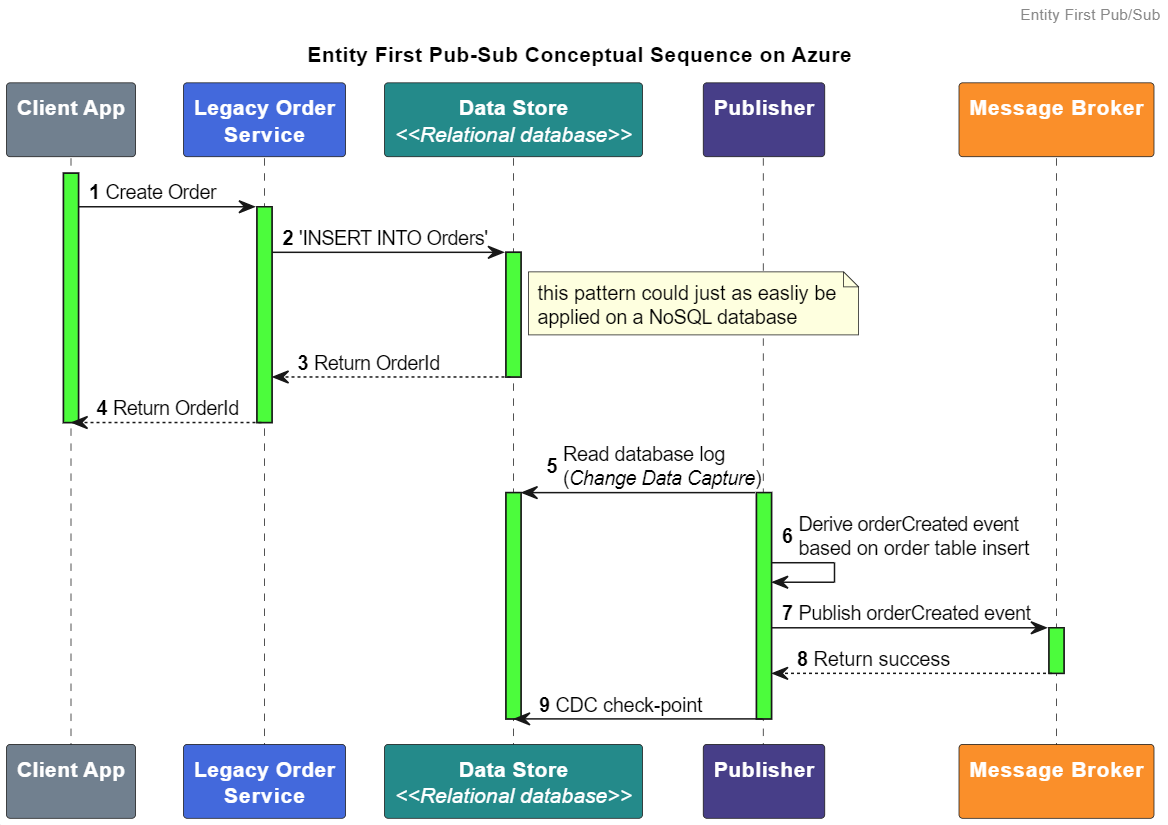 Entity First Pub/Sub
Entity First Pub-Sub Conceptual Sequence on Azure
Client App
Legacy Order
Service
Data Store
<<Relational database>>
Publisher
Message Broker
1 Create Order
2 'INSERT INTO Orders'
this pattern could just as easliy be
applied on a NoSQL database
3 Return OrderId
4 Return OrderId
5 Read database log
(Change Data Capture)
6 Derive orderCreated event
based on order table insert
7 Publish orderCreated event
8 Return success
9 CDC check-point
Client App
Legacy Order
Service
Data Store
<<Relational database>>
Publisher
Message Broker